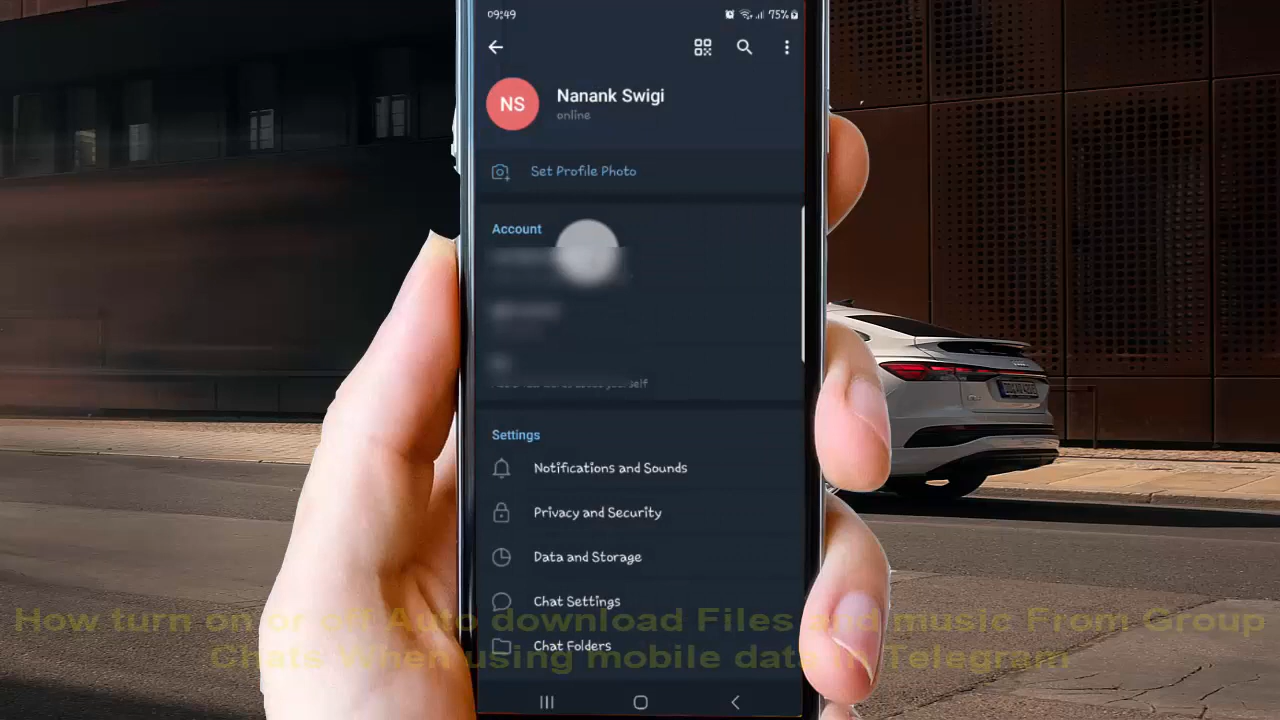 09:49
75%
Nanank Swigi
NS
online
Set Profile Photo
Account
Settings
Notifications and Sounds
Privacy and Security
Data and Storage
Chat Settings
Chat Folders
How turn on or off Auto download Files and music From Group
Chats When using mobile data in Telegram